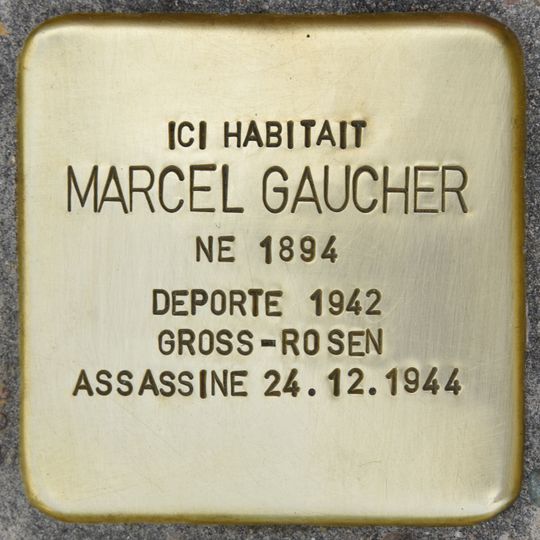 ICI HABITAIT
MARCEL GAUCHER
NE 1894
DEPORTE 1942
GROSS-ROSEN
ASSASSINE 24.12.1944